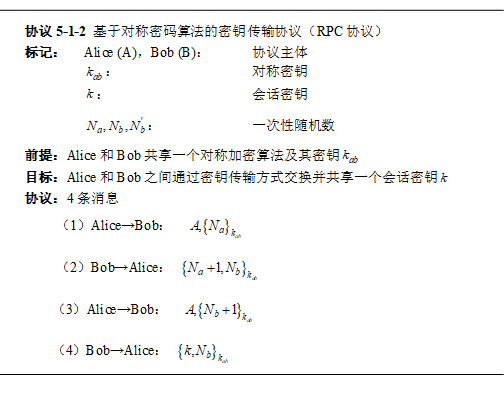 协议 5-1-2 基于对称密码算法的密钥传输协议（RPC 协议）
标记： Alice (A)，Bob (B)： 协议主体
k_{ab}： 对称密钥
k： 会话密钥
N_a, N_b, N_b^'： 一次性随机数
前提：Alice 和 Bob 共享一个对称加密算法及其密钥 k_{ab}
目标：Alice 和 Bob 之间通过密钥传输方式交换并共享一个会话密钥 k
协议：4 条消息
（1）Alice→Bob： A,{N_a}_{k_{ab}}
（2）Bob→Alice： {N_a+1,N_b}_{k_{ab}}
（3）Alice→Bob： A,{N_b+1}_{k_{ab}}
（4）Bob→Alice： {k,N_b}_{k_{ab}}